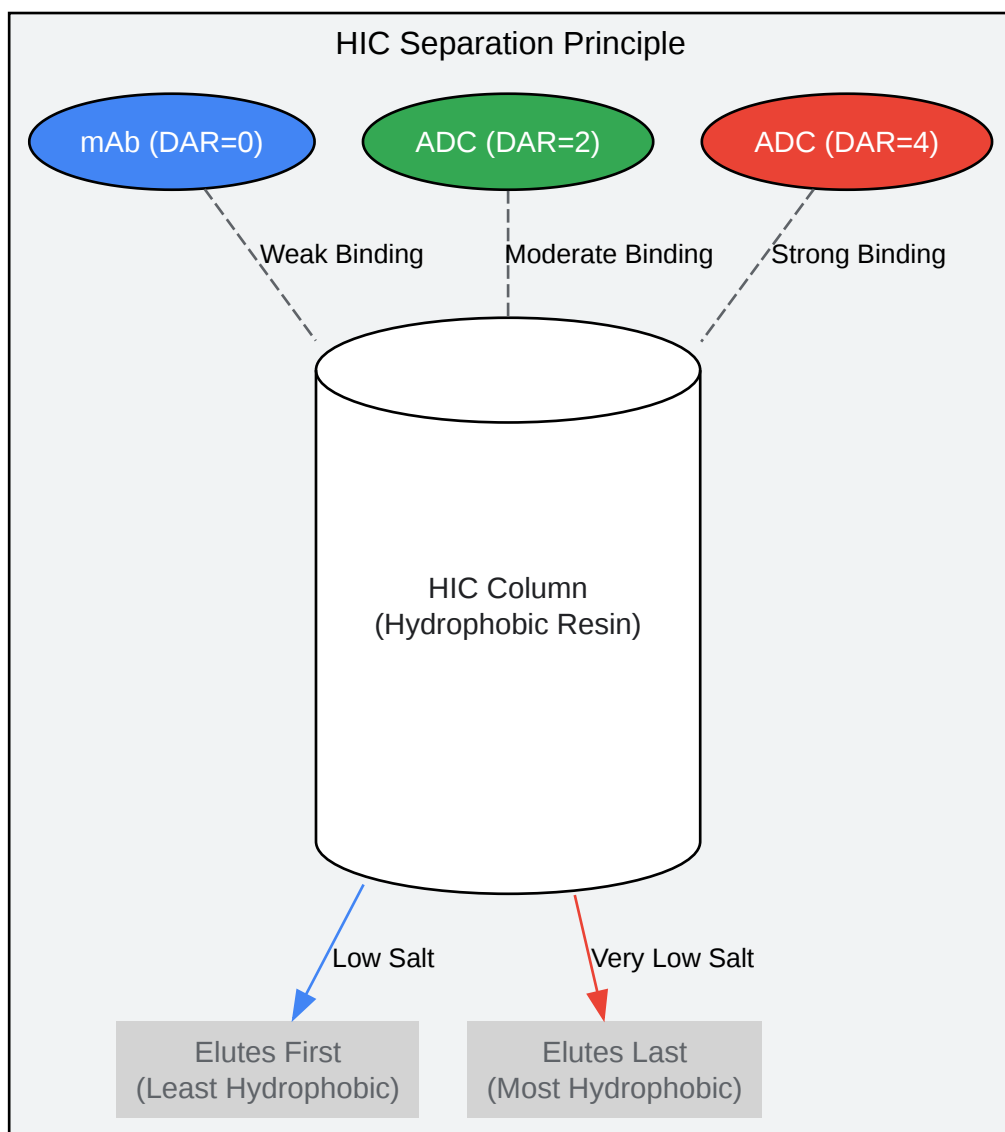 HIC Separation Principle
mAb (DAR=0)
ADC (DAR=2)
ADC (DAR=4)
Weak Binding
Moderate Binding
Strong Binding
HIC Column
(Hydrophobic Resin)
Low Salt
Very Low Salt
Elutes First
(Least Hydrophobic)
Elutes Last
(Most Hydrophobic)